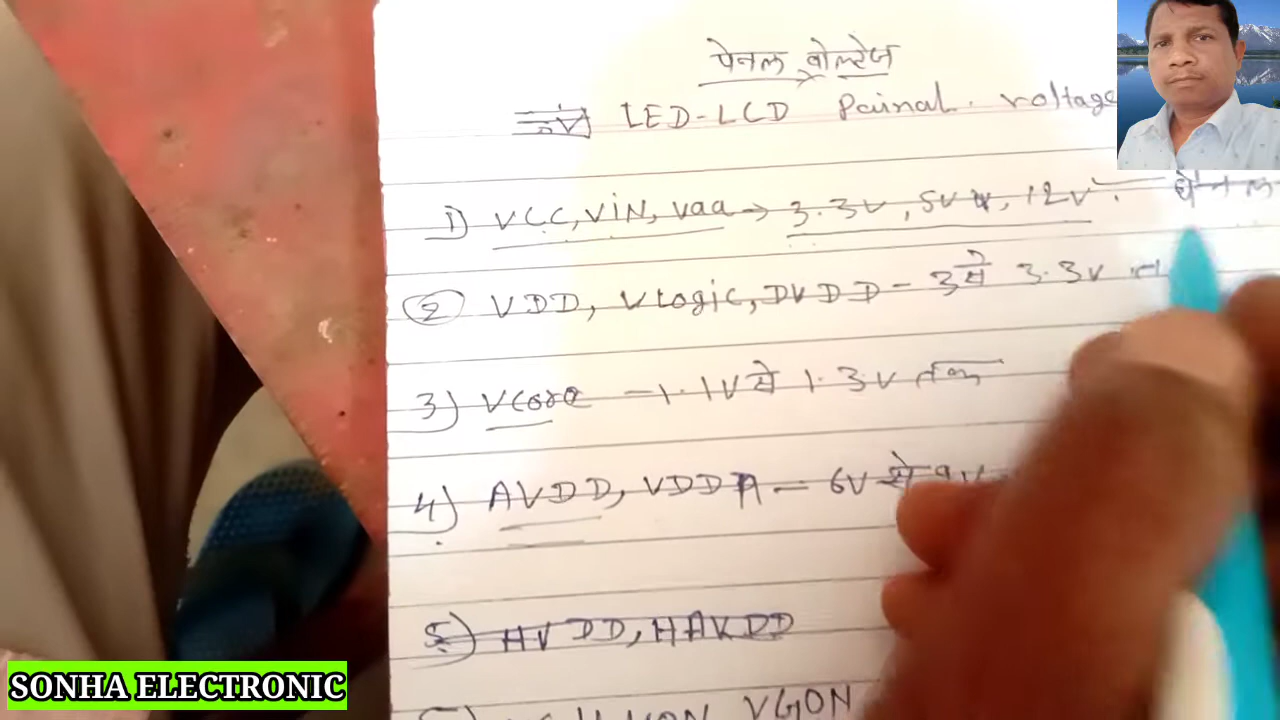 पेनल वोल्टेज
LED-LCD Painal. voltage
1) VCC, VIN, Vaa → 3.3V, 5V, 12V.
2) VDD, VLogic, DVDD - 3 से 3.3V
3) VCore - 1.1V से 1.3V तक
4) AVDD, VDDA - 6V से
5) HVDD, HAVDD
VGON
SONHA ELECTRONIC